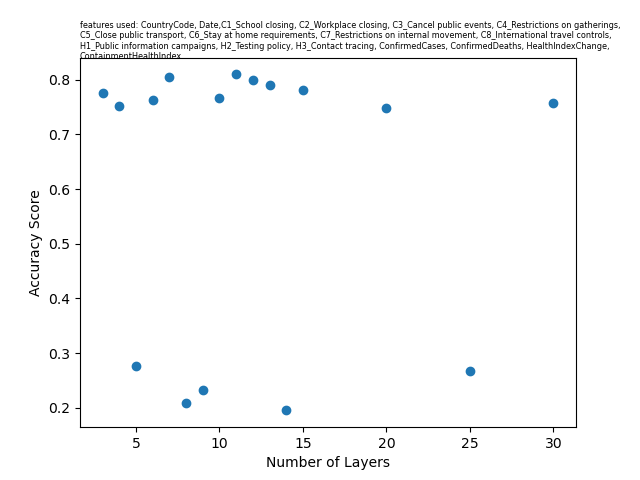 features used: CountryCode, Date,C1_School closing, C2_Workplace closing, C3_Cancel public events, C4_Restrictions on gatherings,
C5_Close public transport, C6_Stay at home requirements, C7_Restrictions on internal movement, C8_International travel controls,
H1_Public information campaigns, H2_Testing policy, H3_Contact tracing, ConfirmedCases, ConfirmedDeaths, HealthIndexChange,
ContainmentHealthIndex
0.8
0.7
0.6
0.5
0.4
0.3
0.2
Accuracy Score
5 10 15 20 25 30
Number of Layers